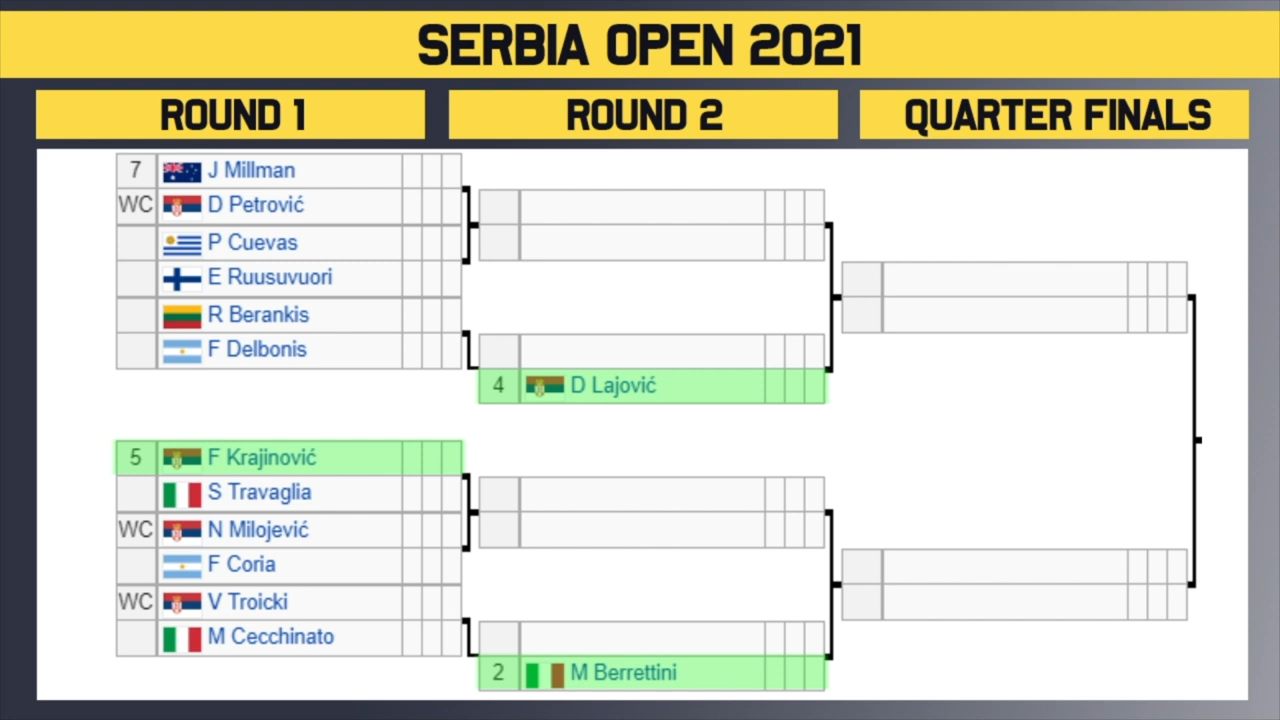 SERBIA OPEN 2021
ROUND 1
ROUND 2
QUARTER FINALS
7 J Millman
WC D Petrović
P Cuevas
E Ruusuvuori
R Berankis
F Delbonis
4 D Lajović
5 F Krajinović
S Travaglia
WC N Milojević
F Coria
WC V Troicki
M Cecchinato
2 M Berrettini